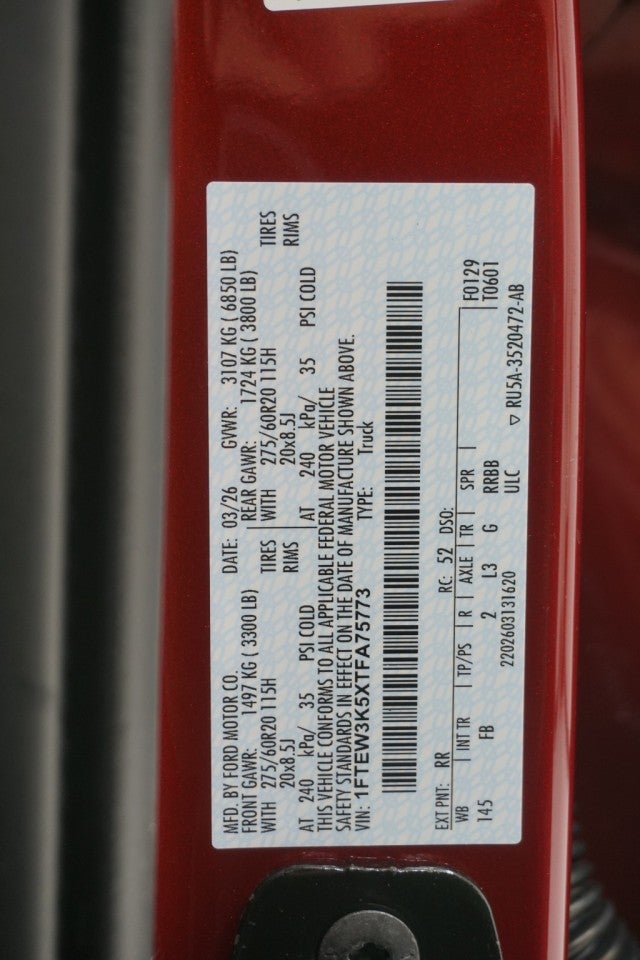 MFD. BY FORD MOTOR CO.
DATE: 03/26 GVWR: 3107 KG ( 6850 LB)
FRONT GAWR: 1497 KG ( 3300 LB) REAR GAWR: 1724 KG ( 3800 LB)
WITH 275/60R20 115H TIRES WITH 275/60R20 115H TIRES
20x8.5J RIMS 20x8.5J RIMS
AT 240 kPa/ 35 PSI COLD AT 240 kPa/ 35 PSI COLD
THIS VEHICLE CONFORMS TO ALL APPLICABLE FEDERAL MOTOR VEHICLE
SAFETY STANDARDS IN EFFECT ON THE DATE OF MANUFACTURE SHOWN ABOVE.
VIN: 1FTEW3K5XTFA75773 TYPE: Truck
EXT PNT: RR RC: 52 DSO:
WB INT TR TP/PS R AXLE TR SPR F0129
145 FB 2 L3 G RRBB T0601
2202603131620 ULC ▽ RU5A-3520472-AB